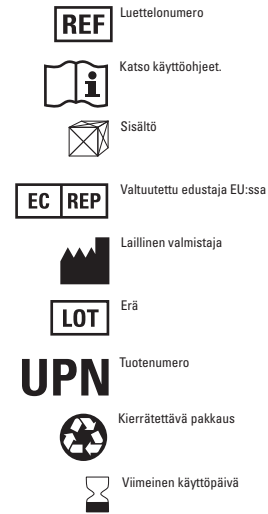 REF Luettelonumero
i Katso käyttöohjeet.
Sisältö
EC REP Valtuutettu edustaja EU:ssa
Laillinen valmistaja
LOT Erä
UPN Tuotenumero
Kierrätettävä pakkaus
Viimeinen käyttöpäivä